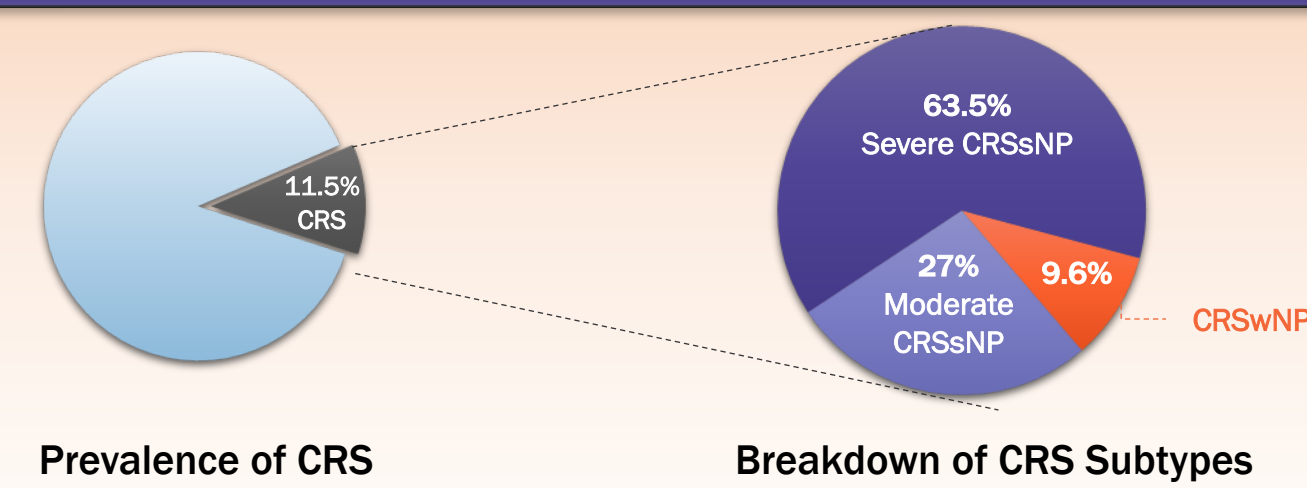 11.5%
CRS
63.5%
Severe CRSsNP
27%
Moderate
CRSsNP
9.6%
CRSwNP
Prevalence of CRS
Breakdown of CRS Subtypes